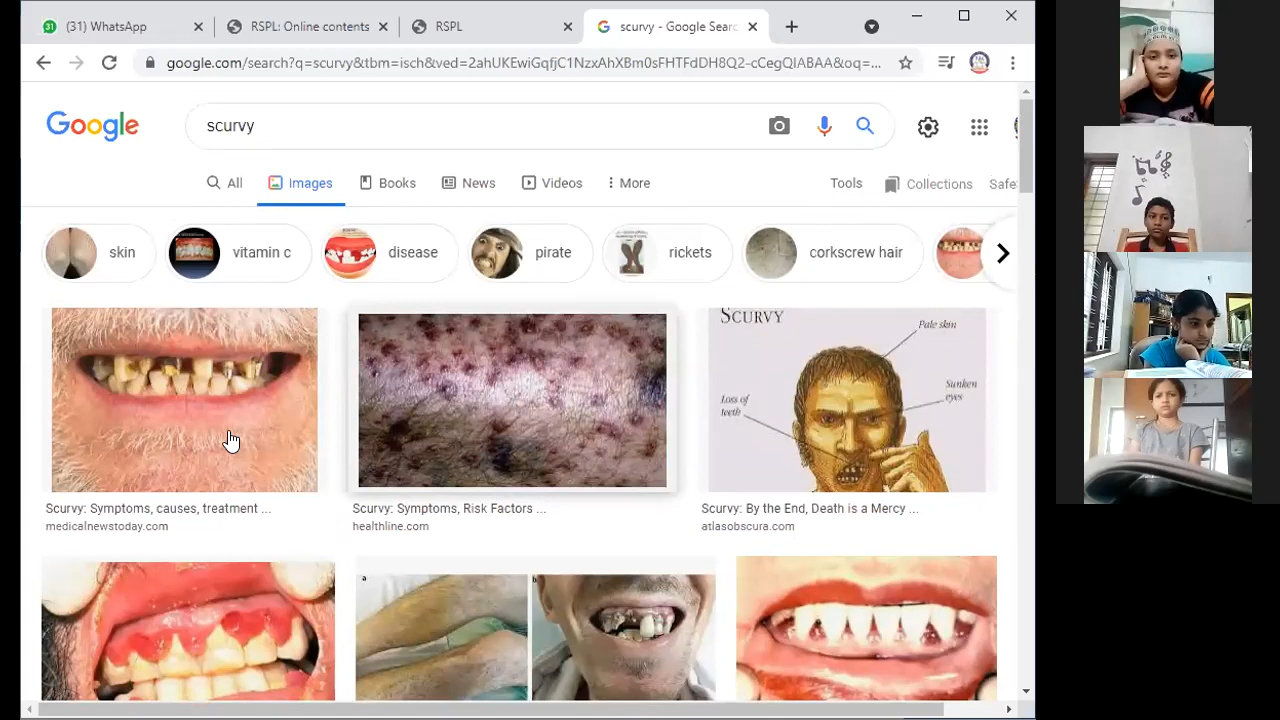 31
(31) WhatsApp
RSPL: Online contents
RSPL
scurvy - Google Searc
google.com/search?q=scurvy&tbm=isch&ved=2ahUKEwiGqfjC1NzxAhXBm0sFHTFdDH8Q2-cCegQIABAA&oq=...
Google
scurvy
All
Images
Books
News
Videos
More
Tools
Collections
Safe
skin
vitamin c
disease
pirate
rickets
corkscrew hair
SCURVY
Pale skin
Sunken
eyes
Loss of
teeth
Scurvy: Symptoms, causes, treatment ...
medicalnewstoday.com
Scurvy: Symptoms, Risk Factors ...
healthline.com
Scurvy: By the End, Death is a Mercy ...
atlasobscura.com
a
b